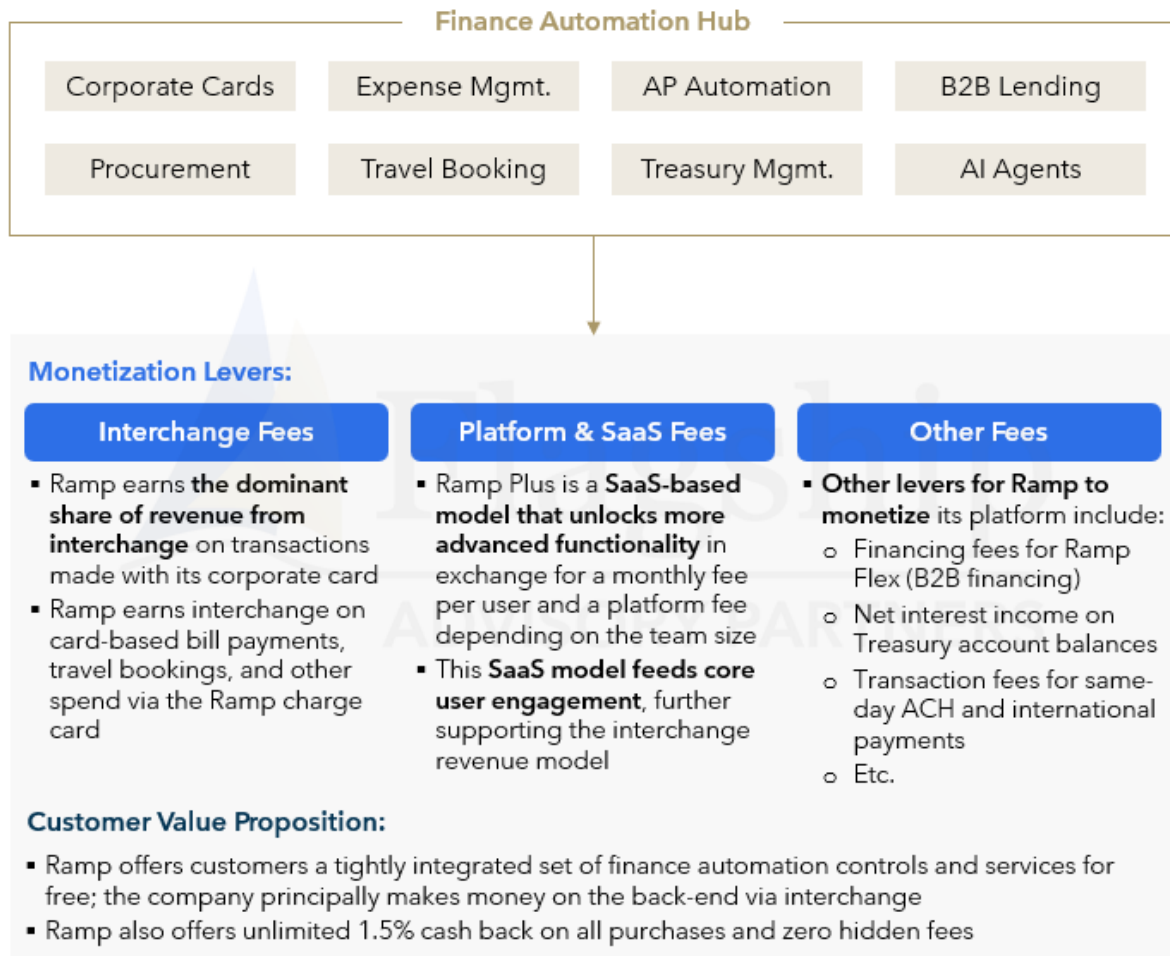 Finance Automation Hub
Corporate Cards
Expense Mgmt.
AP Automation
B2B Lending
Procurement
Travel Booking
Treasury Mgmt.
AI Agents
Monetization Levers:
Interchange Fees
▪ Ramp earns the dominant
share of revenue from
interchange on transactions
made with its corporate card
▪ Ramp earns interchange on
card-based bill payments,
travel bookings, and other
spend via the Ramp charge
card
Platform & SaaS Fees
▪ Ramp Plus is a SaaS-based
model that unlocks more
advanced functionality in
exchange for a monthly fee
per user and a platform fee
depending on the team size
▪ This SaaS model feeds core
user engagement, further
supporting the interchange
revenue model
Other Fees
▪ Other levers for Ramp to
monetize its platform include:
o Financing fees for Ramp
Flex (B2B financing)
o Net interest income on
Treasury account balances
o Transaction fees for same-
day ACH and international
payments
o Etc.
Customer Value Proposition:
▪ Ramp offers customers a tightly integrated set of finance automation controls and services for
free; the company principally makes money on the back-end via interchange
▪ Ramp also offers unlimited 1.5% cash back on all purchases and zero hidden fees
Flagship
ADVISORY PARTNERS